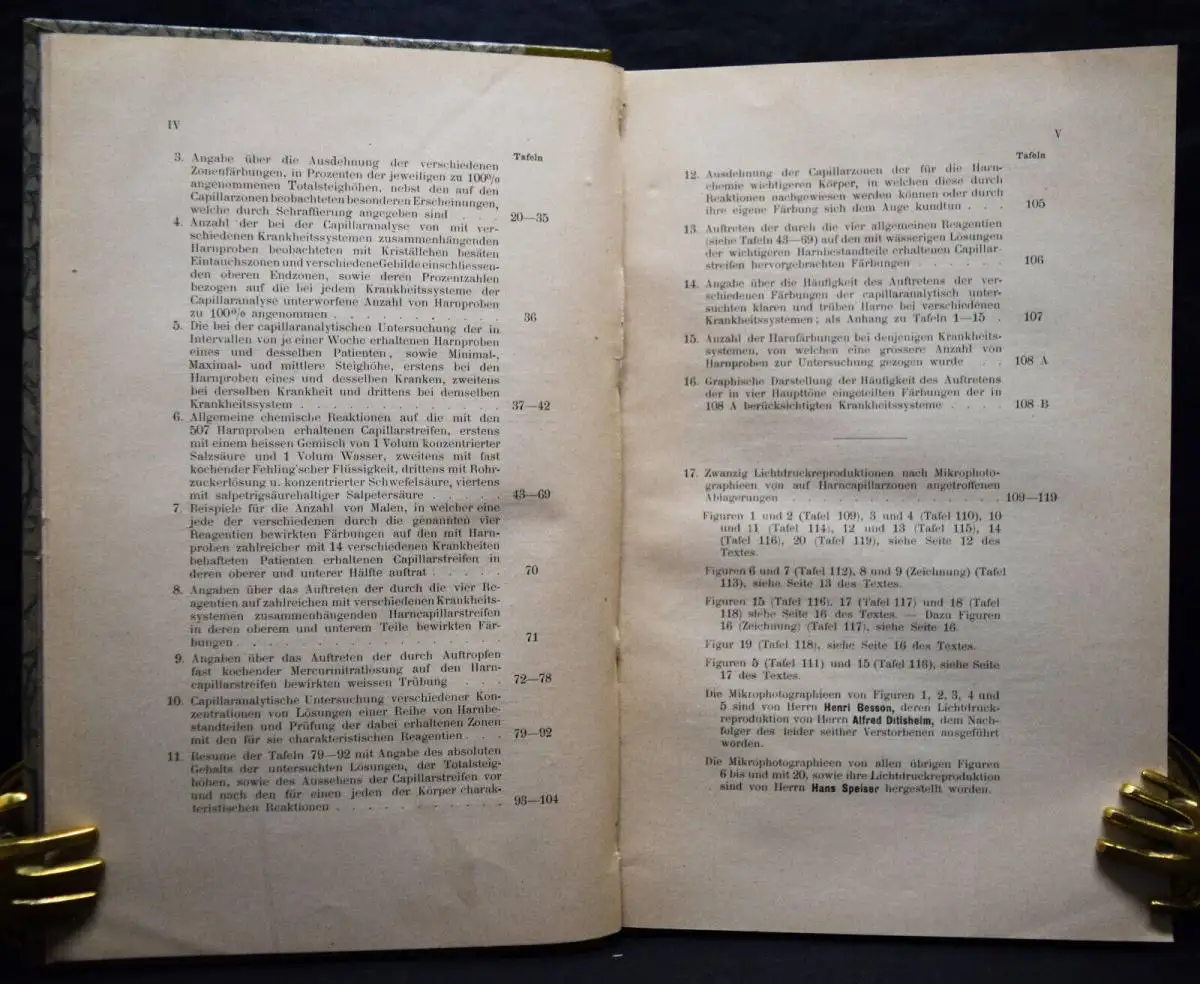 IV
Tafeln
3. Angabe über die Ausdehnung der verschiedenen
Zonenfärbungen, in Prozenten der jeweiligen zu 100%
angenommenen Totalsteighöhen, nebst den auf den
Capillarzonen beobachteten besonderen Erscheinungen,
welche durch Schraffierung angegeben sind . . . 20—35
4. Anzahl der bei der Capillaranalyse von mit ver-
schiedenen Krankheitssystemen zusammenhängenden
Harnproben beobachteten mit Kriställchen besäten
Eintauchszonen und verschiedene Gebilde einschliessen-
den oberen Endzonen, sowie deren Prozentzahlen
bezogen auf die bei jedem Krankheitssysteme der
Capillaranalyse unterworfene Anzahl von Harnproben
zu 100% angenommen . . . . . . . . . . . 36
5. Die bei der capillaranalytischen Untersuchung der in
Intervallen von je einer Woche erhaltenen Harnproben
eines und desselben Patienten, sowie Minimal-,
Maximal- und mittlere Steighöhe, erstens bei den
Harnproben eines und desselben Kranken, zweitens
bei derselben Krankheit und drittens bei demselben
Krankheitssystem . . . . . . . . . . . . . 37—42
6. Allgemeine chemische Reaktionen auf die mit den
507 Harnproben erhaltenen Capillarstreifen, erstens
mit einem heissen Gemisch von 1 Volum konzentrierter
Salzsäure und 1 Volum Wasser, zweitens mit fast
kochender Fehling'scher Flüssigkeit, drittens mit Rohr-
zuckerlösung u. konzentrierter Schwefelsäure, viertens
mit salpetrigsäurehaltiger Salpetersäure . . . . . 43—69
7. Beispiele für die Anzahl von Malen, in welcher eine
jede der verschiedenen durch die genannten vier
Reagentien bewirkten Färbungen auf den mit Harn-
proben zahlreicher mit 14 verschiedenen Krankheiten
behafteten Patienten erhaltenen Capillarstreifen in
deren oberer und unterer Hälfte auftrat . . . . . 70
8. Angaben über das Auftreten der durch die vier Re-
agentien auf zahlreichen mit verschiedenen Krankheits-
systemen zusammenhängenden Harncapillarstreifen
in deren oberem und unterem Teile bewirkten Fär-
bungen . . . . . . . . . . . . . . . . . 71
9. Angaben über das Auftreten der durch Auftropfen
fast kochender Mercurnitratlösung auf den Harn-
capillarstreifen bewirkten weissen Trübung . . . 72—78
10. Capillaranalytische Untersuchung verschiedener Kon-
zentrationen von Lösungen einer Reihe von Harnbe-
standteilen und Prüfung der dabei erhaltenen Zonen
mit den für sie charakteristischen Reagentien . . . 79—92
11. Resume der Tafeln 79—92 mit Angabe des absoluten
Gehalts der untersuchten Lösungen, der Totalsteig-
höhen, sowie des Aussehens der Capillarstreifen vor
und nach den für einen jeden der Körper charak-
teristischen Reaktionen . . . . . . . . . . . 93—104
V
Tafeln
12. Ausdehnung der Capillarzonen der für die Harn-
chemie wichtigeren Körper, in welchen diese durch
Reaktionen nachgewiesen werden können oder durch
ihre eigene Färbung sich dem Auge kundtun . . . 105
13. Auftreten der durch die vier allgemeinen Reagentien
(siehe Tafeln 43—69) auf den mit wässerigen Lösungen
der wichtigeren Harnbestandteile erhaltenen Capillar-
streifen hervorgebrachten Färbungen . . . . . . 106
14. Angabe über die Häufigkeit des Auftretens der ver-
schiedenen Färbungen der capillaranalytisch unter-
suchten klaren und trüben Harne bei verschiedenen
Krankheitssystemen; als Anhang zu Tafeln 1—15 . 107
15. Anzahl der Harnfärbungen bei denjenigen Krankheits-
systemen, von welchen eine grössere Anzahl von
Harnproben zur Untersuchung gezogen wurde . . 108 A
16. Graphische Darstellung der Häufigkeit des Auftretens
der in vier Haupttöne eingeteilten Färbungen der in
108 A berücksichtigten Krankheitssysteme . . . . 108 B
17. Zwanzig Lichtdruckreproduktionen nach Mikrophoto-
graphieen von auf Harncapillarzonen angetroffenen
Ablagerungen . . . . . . . . . . . . . . . 109—119
Figuren 1 und 2 (Tafel 109), 3 und 4 (Tafel 110), 10
und 11 (Tafel 114), 12 und 13 (Tafel 115), 14
(Tafel 116), 20 (Tafel 119), siehe Seite 12 des
Textes.
Figuren 6 und 7 (Tafel 112), 8 und 9 (Zeichnung) (Tafel
113), siehe Seite 13 des Textes.
Figuren 15 (Tafel 116), 17 (Tafel 117) und 18 (Tafel
118) siehe Seite 16 des Textes. — Dazu Figuren
16 (Zeichnung) (Tafel 117), siehe Seite 16.
Figur 19 (Tafel 118), siehe Seite 16 des Textes.
Figuren 5 (Tafel 111) und 15 (Tafel 116), siehe Seite
17 des Textes.
Die Mikrophotographieen von Figuren 1, 2, 3, 4 und
5 sind von Herrn Henri Besson, deren Lichtdruck-
reproduktion von Herrn Alfred Ditisheim, dem Nach-
folger des leider seither Verstorbenen ausgeführt
worden.
Die Mikrophotographieen von allen übrigen Figuren
6 bis und mit 20, sowie ihre Lichtdruckreproduktion
sind von Herrn Hans Speiser hergestellt worden.